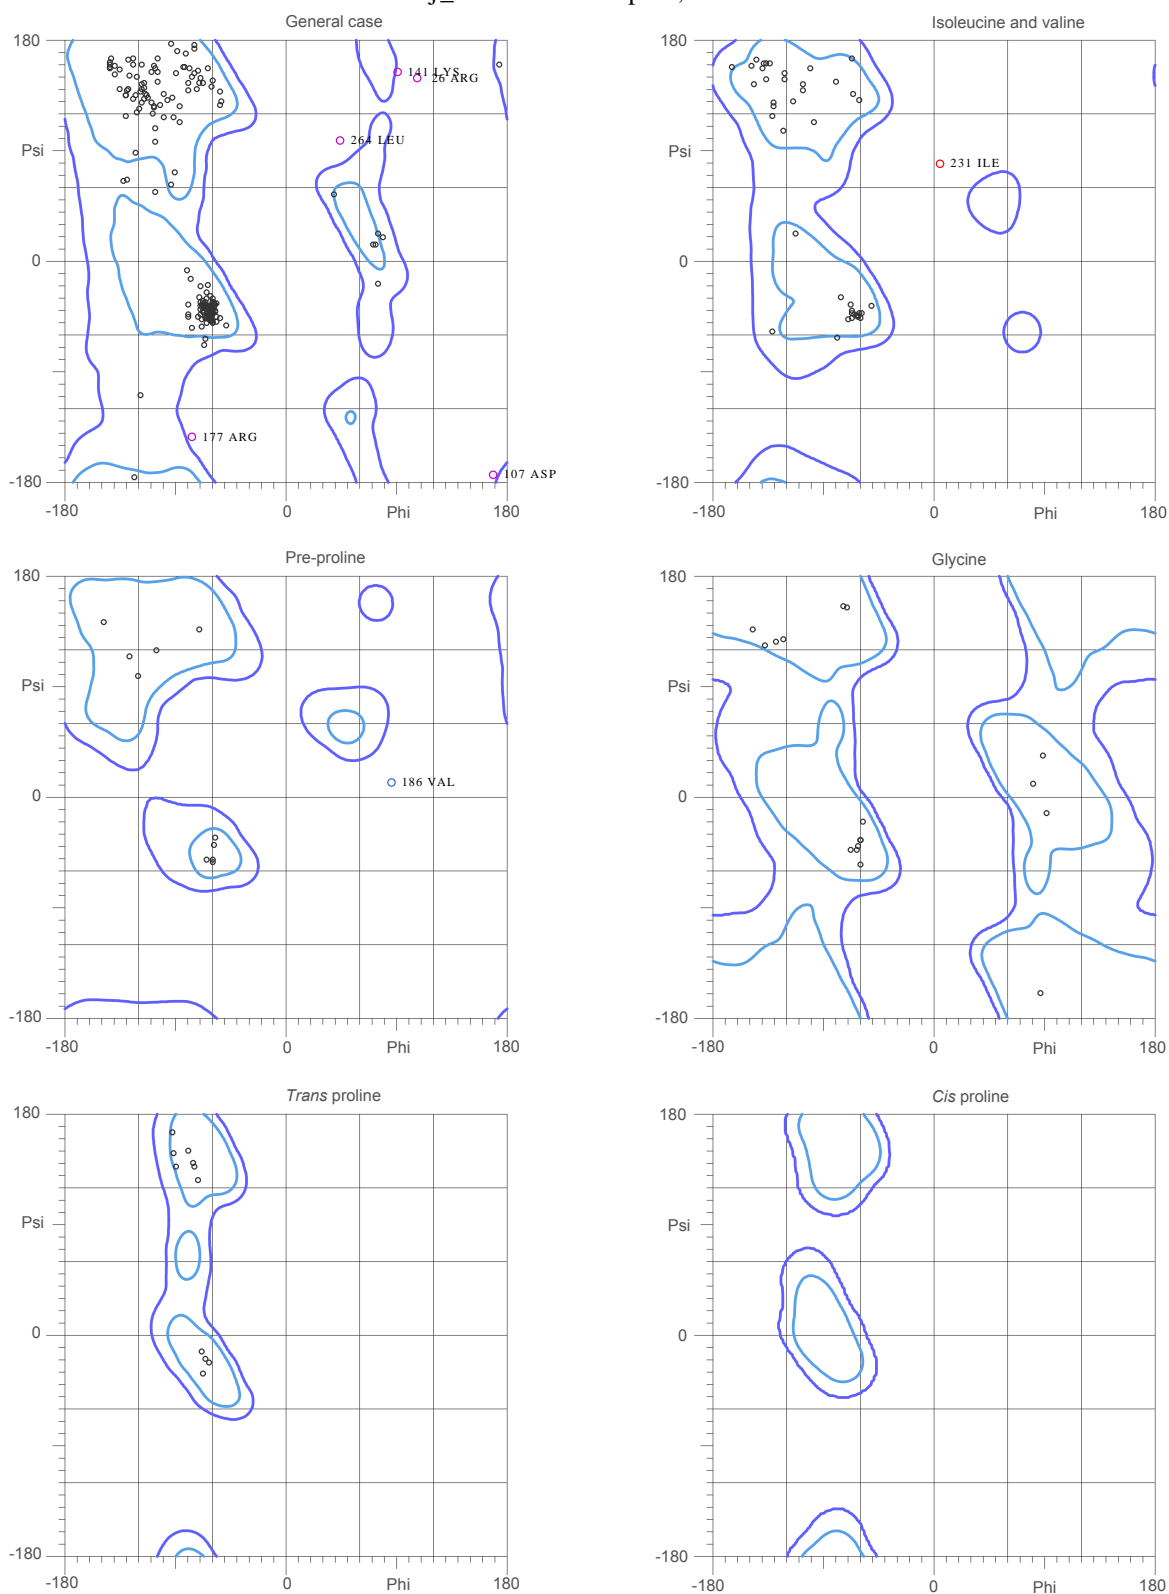 General case
180
Psi
0
-180
-180
0
Phi
180
141 LYS
26 ARG
264 LEU
177 ARG
107 ASP
Isoleucine and valine
180
Psi
0
-180
-180
0
Phi
180
231 ILE
Pre-proline
180
Psi
0
-180
-180
0
Phi
180
186 VAL
Glycine
180
Psi
0
-180
-180
0
Phi
180
Trans proline
180
Psi
0
-180
-180
0
Phi
180
Cis proline
180
Psi
0
-180
-180
0
Phi
180